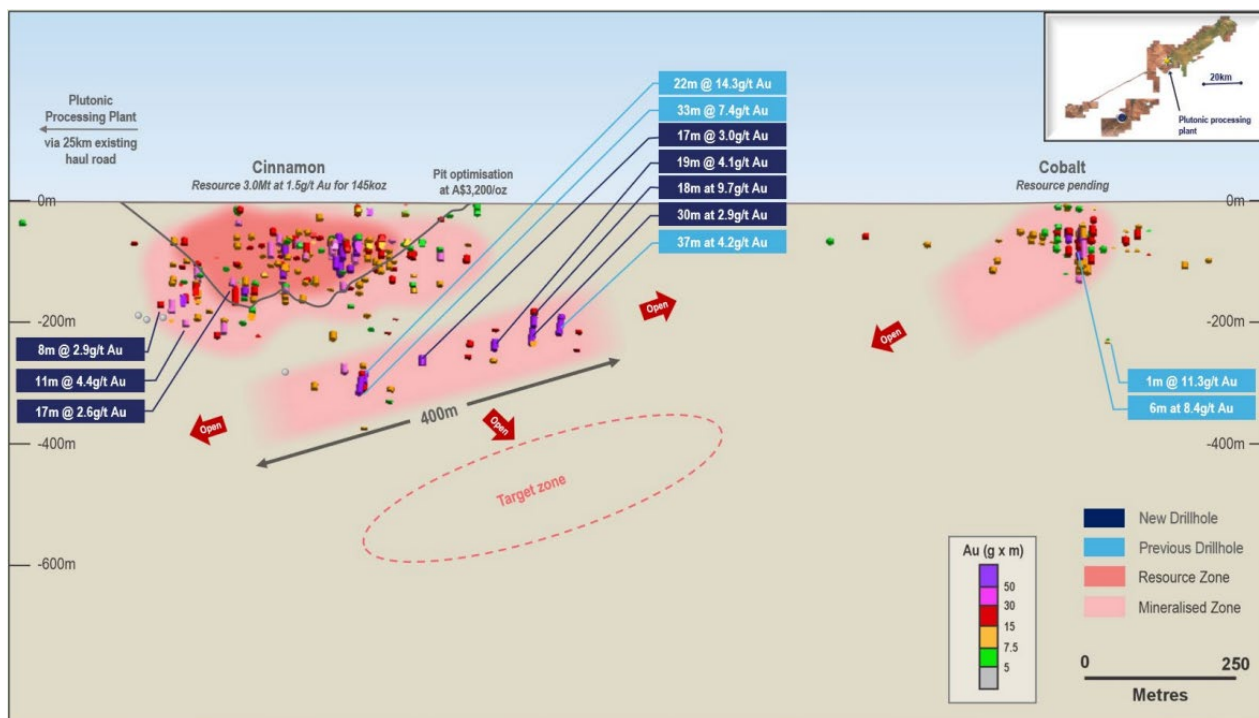 Plutonic
Processing Plant
via 25km existing
haul road
Cinnamon
Resource 3.0Mt at 1.5g/t Au for 145koz
Pit optimisation
at A$3,200/oz
22m @ 14.3g/t Au
33m @ 7.4g/t Au
17m @ 3.0g/t Au
19m @ 4.1g/t Au
18m at 9.7g/t Au
30m at 2.9g/t Au
37m at 4.2g/t Au
20km
Plutonic processing
plant
Cobalt
Resource pending
0m
-200m
-400m
-600m
0m
-200m
-400m
8m @ 2.9g/t Au
11m @ 4.4g/t Au
17m @ 2.6g/t Au
Open
Open
Open
Open
400m
Target zone
1m @ 11.3g/t Au
6m at 8.4g/t Au
Au (g x m)
50
30
15
7.5
5
New Drillhole
Previous Drillhole
Resource Zone
Mineralised Zone
0 250
Metres